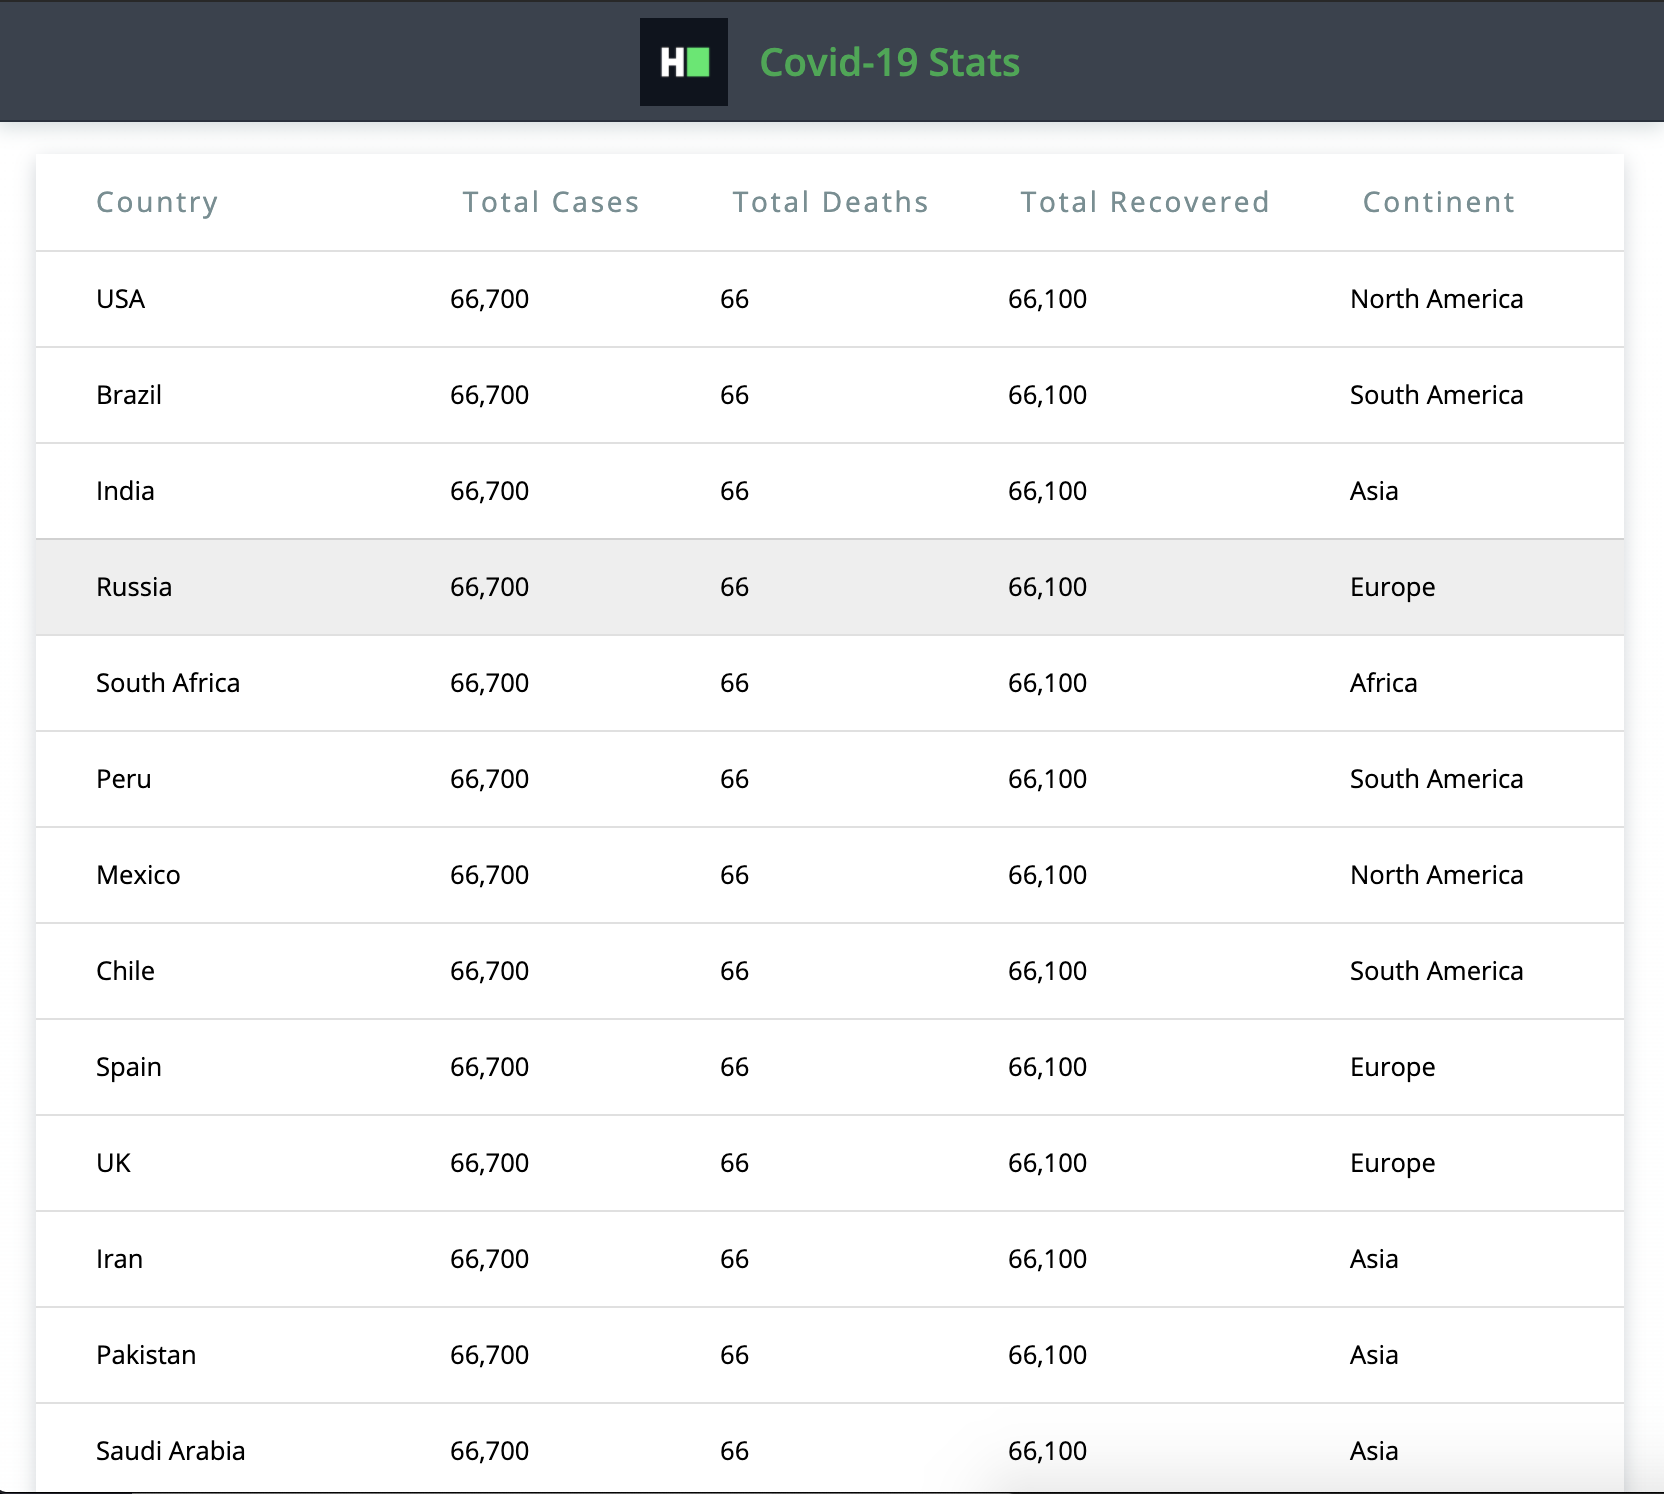 H
Covid-19 Stats
Country Total Cases Total Deaths Total Recovered Continent
USA 66,700 66 66,100 North America
Brazil 66,700 66 66,100 South America
India 66,700 66 66,100 Asia
Russia 66,700 66 66,100 Europe
South Africa 66,700 66 66,100 Africa
Peru 66,700 66 66,100 South America
Mexico 66,700 66 66,100 North America
Chile 66,700 66 66,100 South America
Spain 66,700 66 66,100 Europe
UK 66,700 66 66,100 Europe
Iran 66,700 66 66,100 Asia
Pakistan 66,700 66 66,100 Asia
Saudi Arabia 66,700 66 66,100 Asia